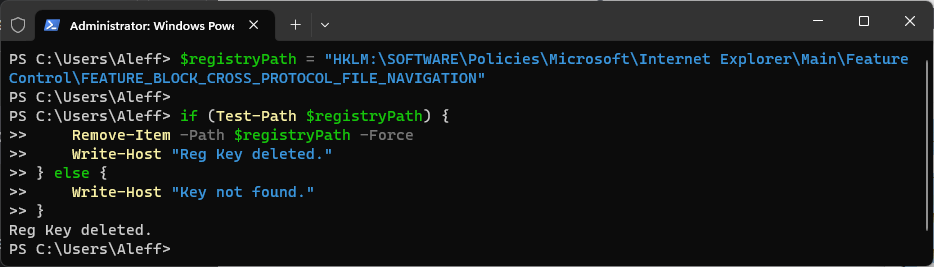 Administrator: Windows Powe
PS C:\Users\Aleff> $registryPath = "HKLM:\SOFTWARE\Policies\Microsoft\Internet Explorer\Main\Feature
Control\FEATURE_BLOCK_CROSS_PROTOCOL_FILE_NAVIGATION"
PS C:\Users\Aleff>
PS C:\Users\Aleff> if (Test-Path $registryPath) {
>>     Remove-Item -Path $registryPath -Force
>>     Write-Host "Reg Key deleted."
>> } else {
>>     Write-Host "Key not found."
>> }
Reg Key deleted.
PS C:\Users\Aleff>